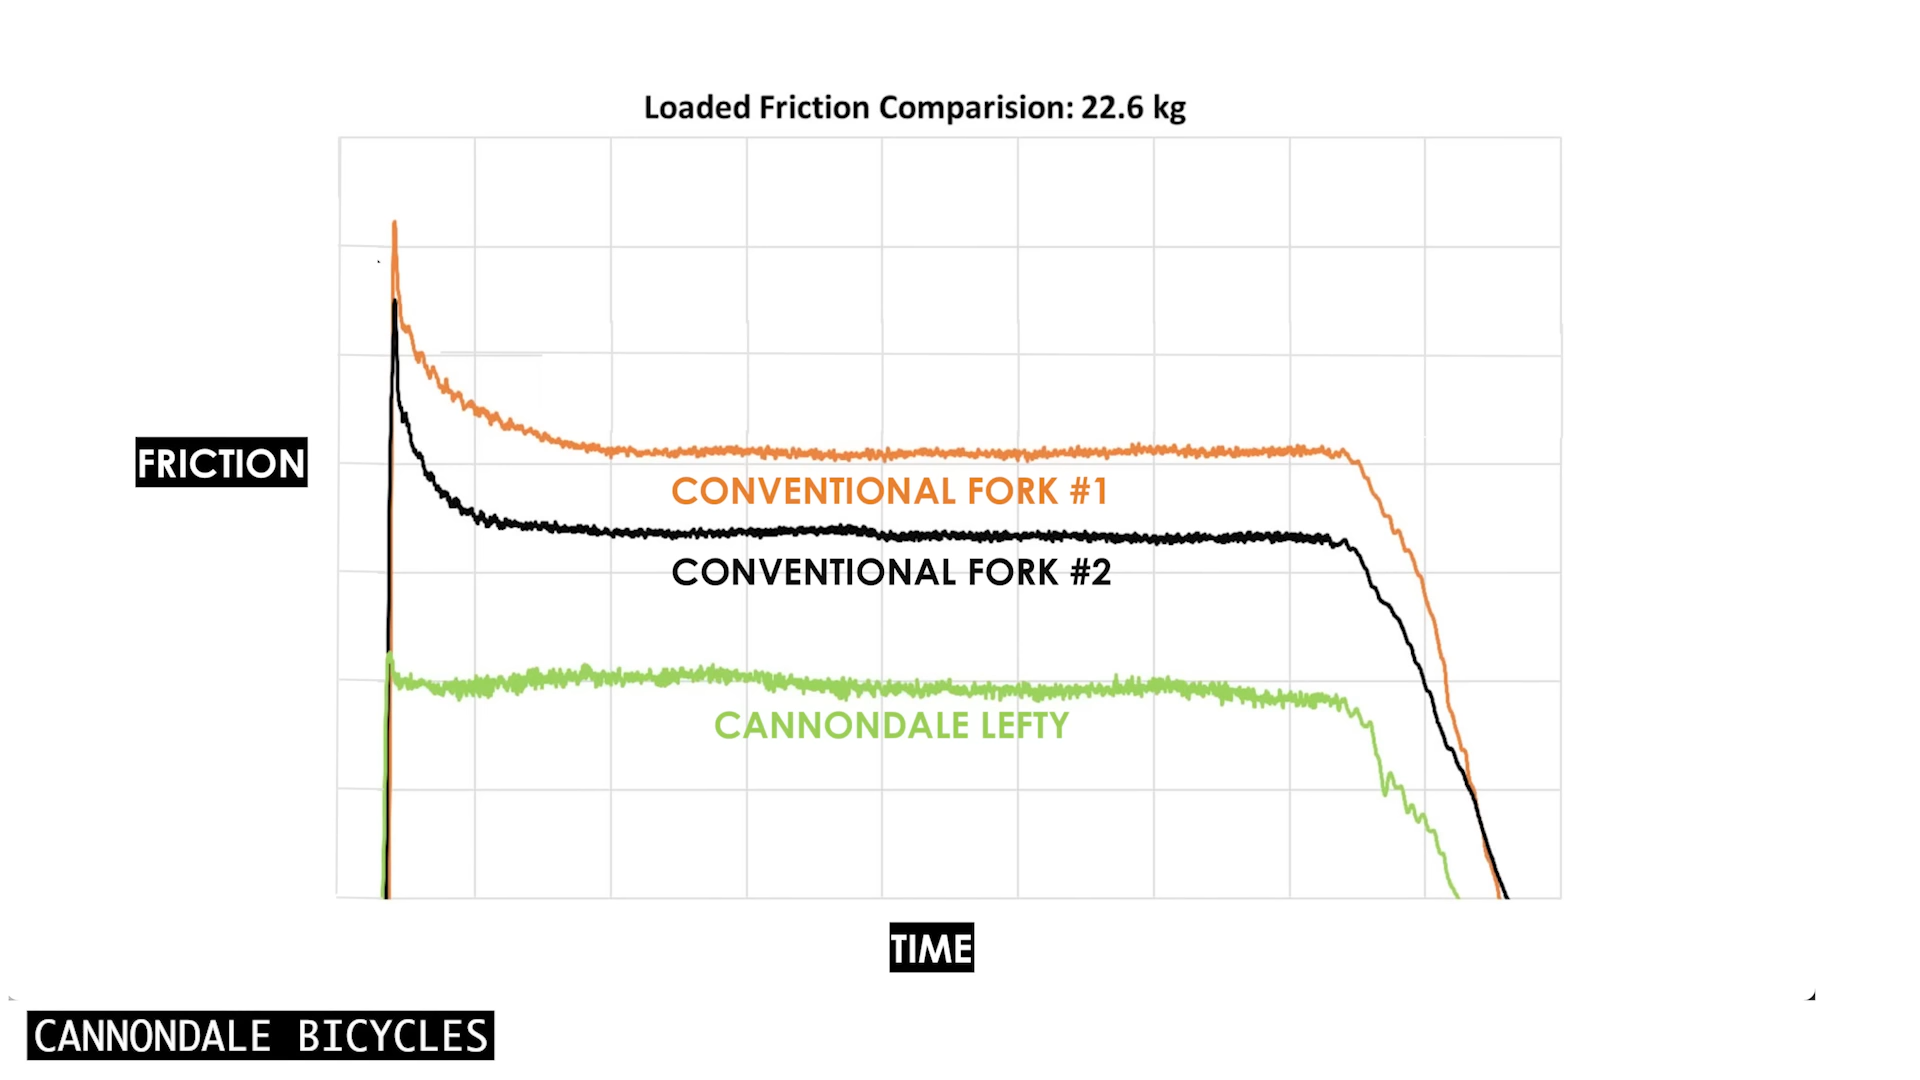 Loaded Friction Comparision: 22.6 kg
FRICTION
CONVENTIONAL FORK #1
CONVENTIONAL FORK #2
CANNONDALE LEFTY
TIME
CANNONDALE BICYCLES